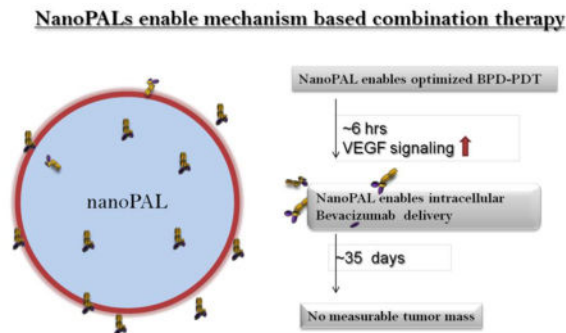 NanoPALs enable mechanism based combination therapy
NanoPAL enables optimized BPD-PDT
~6 hrs
VEGF signaling
nanoPAL
NanoPAL enables intracellular
Bevacizumab delivery
~35 days
No measurable tumor mass